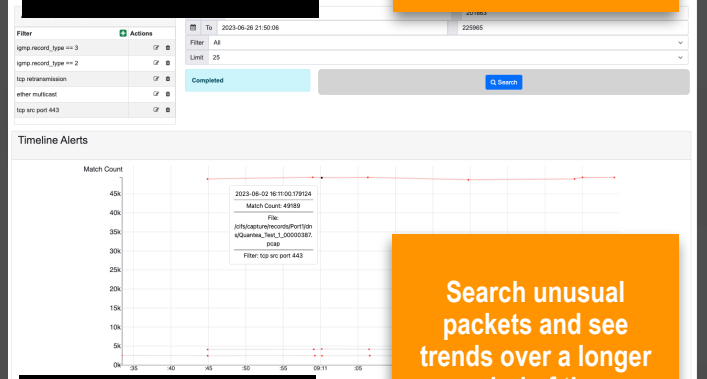 201663
Filter Actions
To 2023-06-26 21:50:06 225965
igmp.record_type == 3
Filter All
igmp.record_type == 2
Limit 25
tcp retransmission
Completed
Search
ether multicast
tcp src port 443
Timeline Alerts
Match Count
45k
40k
35k
30k
25k
20k
15k
10k
5k
0k
2023-06-02 16:11:00.179124
Match Count: 49189
File:
/cifs/capture/records/Port1/dn
s/Quantea_Test_1_00000387.
pcap
Filter: tcp src port 443
:35 :40 :45 :50 :55 09:11 :05
Search unusual
packets and see
trends over a longer